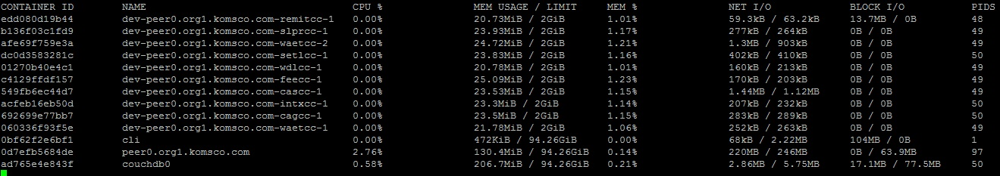 CONTAINER ID NAME CPU % MEM USAGE / LIMIT MEM % NET I/O BLOCK I/O PIDS
edd080d19b44 dev-peer0.org1.komsco.com-remitcc-1 0.00% 20.73MiB / 2GiB 1.01% 59.3kB / 63.2kB 13.7MB / 0B 48
b136f03c1fd9 dev-peer0.org1.komsco.com-slprcc-1 0.00% 23.93MiB / 2GiB 1.17% 277kB / 264kB 0B / 0B 49
afe69f759e3a dev-peer0.org1.komsco.com-waetcc-2 0.00% 24.72MiB / 2GiB 1.21% 1.3MB / 903kB 0B / 0B 49
dc0d3583281c dev-peer0.org1.komsco.com-setlcc-1 0.00% 23.83MiB / 2GiB 1.16% 402kB / 410kB 0B / 0B 50
01270b40e4c1 dev-peer0.org1.komsco.com-wdlcc-1 0.00% 20.78MiB / 2GiB 1.01% 160kB / 213kB 0B / 0B 49
c4129ffdf157 dev-peer0.org1.komsco.com-feecc-1 0.00% 25.09MiB / 2GiB 1.23% 170kB / 203kB 0B / 0B 49
549fb6ec44d7 dev-peer0.org1.komsco.com-cascc-1 0.00% 23.53MiB / 2GiB 1.15% 1.44MB / 1.12MB 0B / 0B 49
acfeb16eb50d dev-peer0.org1.komsco.com-intxcc-1 0.00% 23.3MiB / 2GiB 1.14% 207kB / 232kB 0B / 0B 50
692699e77bb7 dev-peer0.org1.komsco.com-cagcc-1 0.00% 23.5MiB / 2GiB 1.15% 283kB / 289kB 0B / 0B 50
060336f93f5e dev-peer0.org1.komsco.com-waetcc-1 0.00% 21.78MiB / 2GiB 1.06% 252kB / 263kB 0B / 0B 49
0bf62f2e6bf1 cli 0.00% 472KiB / 94.26GiB 0.00% 68kB / 2.22MB 104MB / 0B 1
0d7efb5684de peer0.org1.komsco.com 2.76% 130.4MiB / 94.26GiB 0.14% 220MB / 246MB 0B / 63.9MB 97
ad765e4e843f couchdb0 0.58% 206.7MiB / 94.26GiB 0.21% 2.86MB / 5.75MB 17.1MB / 77.5MB 50